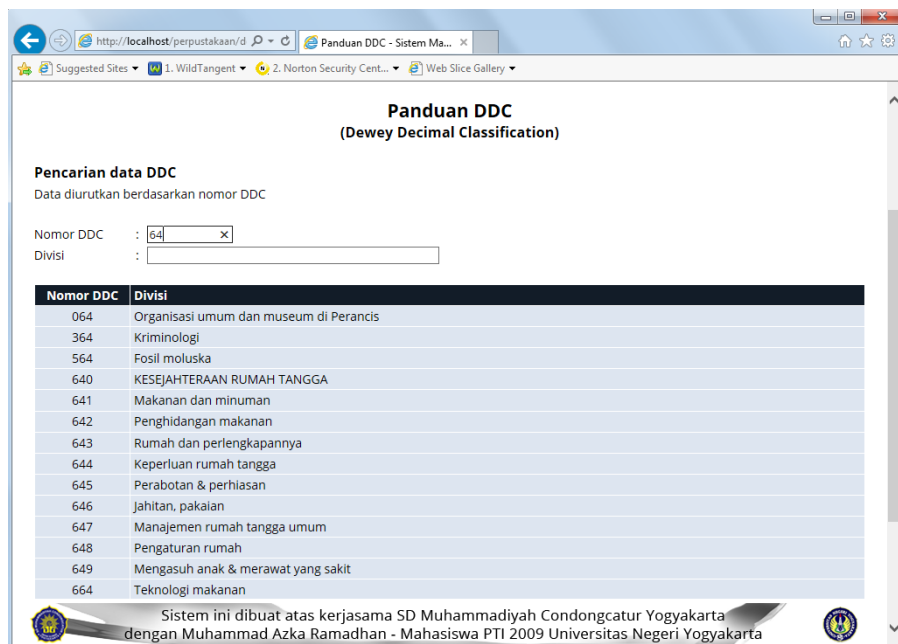 http://localhost/perpustakaan/d
Panduan DDC - Sistem Ma...
Suggested Sites
1. WildTangent
2. Norton Security Cent...
Web Slice Gallery
Panduan DDC
(Dewey Decimal Classification)
Pencarian data DDC
Data diurutkan berdasarkan nomor DDC
Nomor DDC : 64
Divisi :
Nomor DDC Divisi
064 Organisasi umum dan museum di Perancis
364 Kriminologi
564 Fosil moluska
640 KESEJAHTERAAN RUMAH TANGGA
641 Makanan dan minuman
642 Penghidangan makanan
643 Rumah dan perlengkapannya
644 Keperluan rumah tangga
645 Perabotan & perhiasan
646 Jahitan, pakaian
647 Manajemen rumah tangga umum
648 Pengaturan rumah
649 Mengasuh anak & merawat yang sakit
664 Teknologi makanan
Sistem ini dibuat atas kerjasama SD Muhammadiyah Condongcatur Yogyakarta
dengan Muhammad Azka Ramadhan - Mahasiswa PTI 2009 Universitas Negeri Yogyakarta